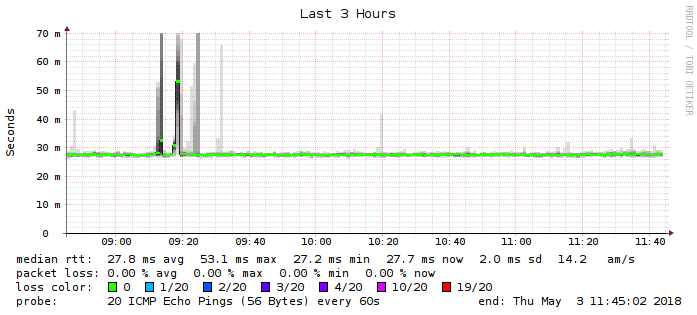 Last 3 Hours
RRDTOOL / TOBI OETIKER
Seconds
70 m
60 m
50 m
40 m
30 m
20 m
10 m
0
09:00 09:20 09:40 10:00 10:20 10:40 11:00 11:20 11:40
median rtt: 27.8 ms avg 53.1 ms max 27.2 ms min 27.7 ms now 2.0 ms sd 14.2 am/s
packet loss: 0.00 % avg 0.00 % max 0.00 % min 0.00 % now
loss color: 0 1/20 2/20 3/20 4/20 10/20 19/20
probe: 20 ICMP Echo Pings (56 Bytes) every 60s end: Thu May 3 11:45:02 2018